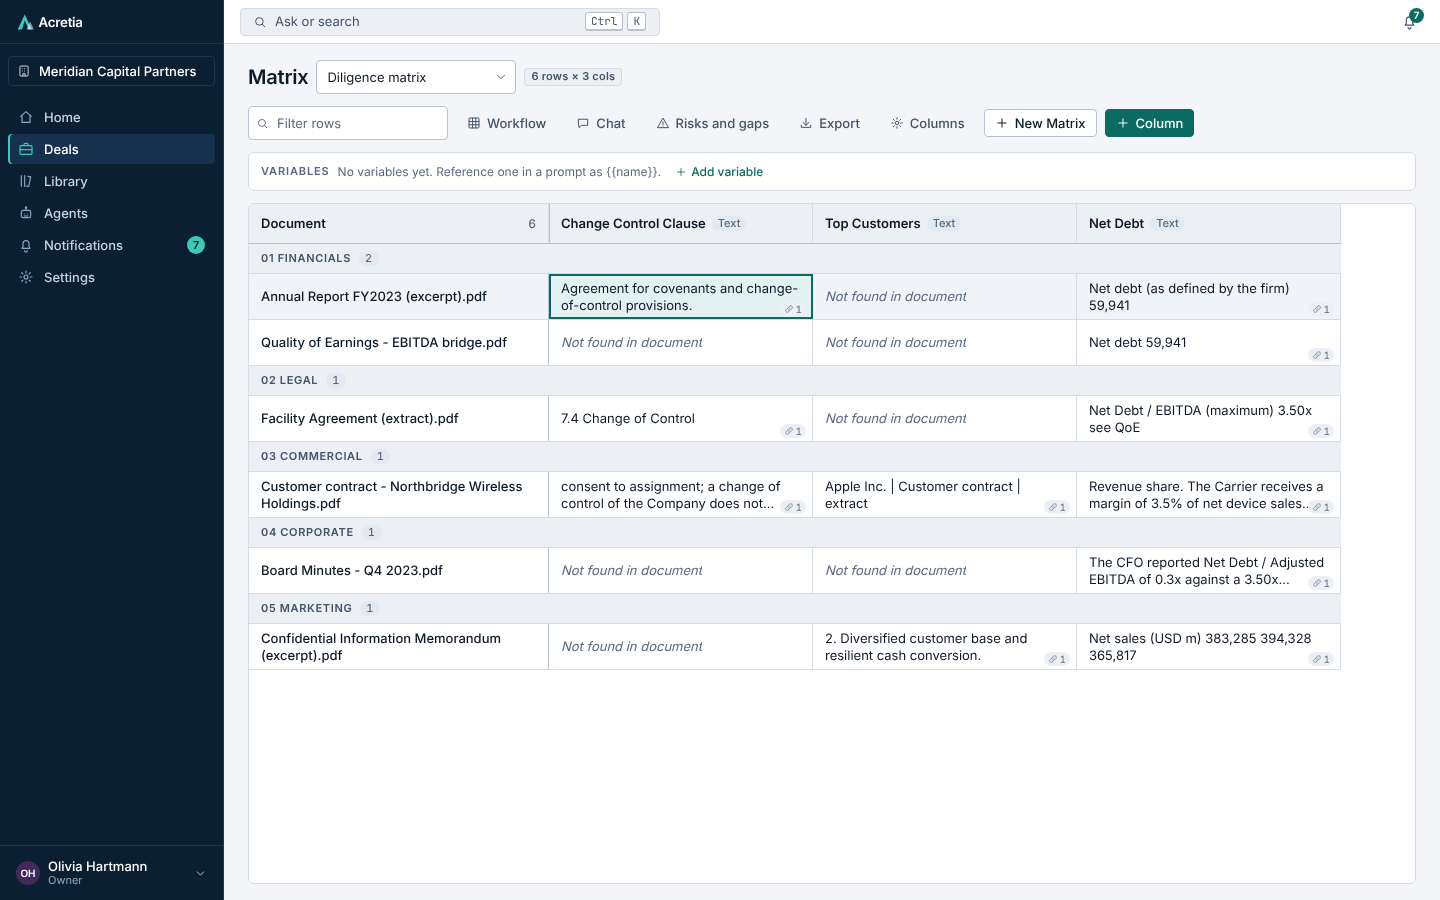 Acretia
Ask or search
Ctrl K
7
Meridian Capital Partners
Home
Deals
Library
Agents
Notifications 7
Settings
Olivia Hartmann
Owner
OH
Matrix
Diligence matrix
6 rows × 3 cols
Filter rows
Workflow
Chat
Risks and gaps
Export
Columns
+ New Matrix
+ Column
VARIABLES No variables yet. Reference one in a prompt as {{name}}. + Add variable
Document 6
Change Control Clause Text
Top Customers Text
Net Debt Text
01 FINANCIALS 2
Annual Report FY2023 (excerpt).pdf
Agreement for covenants and change-
of-control provisions.
1
Not found in document
Net debt (as defined by the firm)
59,941
1
Quality of Earnings - EBITDA bridge.pdf
Not found in document
Not found in document
Net debt 59,941
1
02 LEGAL 1
Facility Agreement (extract).pdf
7.4 Change of Control
1
Not found in document
Net Debt / EBITDA (maximum) 3.50x
see QoE
1
03 COMMERCIAL 1
Customer contract - Northbridge Wireless
Holdings.pdf
consent to assignment; a change of
control of the Company does not...
1
Apple Inc. | Customer contract |
extract
1
Revenue share. The Carrier receives a
margin of 3.5% of net device sales...
1
04 CORPORATE 1
Board Minutes - Q4 2023.pdf
Not found in document
Not found in document
The CFO reported Net Debt / Adjusted
EBITDA of 0.3x against a 3.50x...
1
05 MARKETING 1
Confidential Information Memorandum
(excerpt).pdf
Not found in document
2. Diversified customer base and
resilient cash conversion.
1
Net sales (USD m) 383,285 394,328
365,817
1